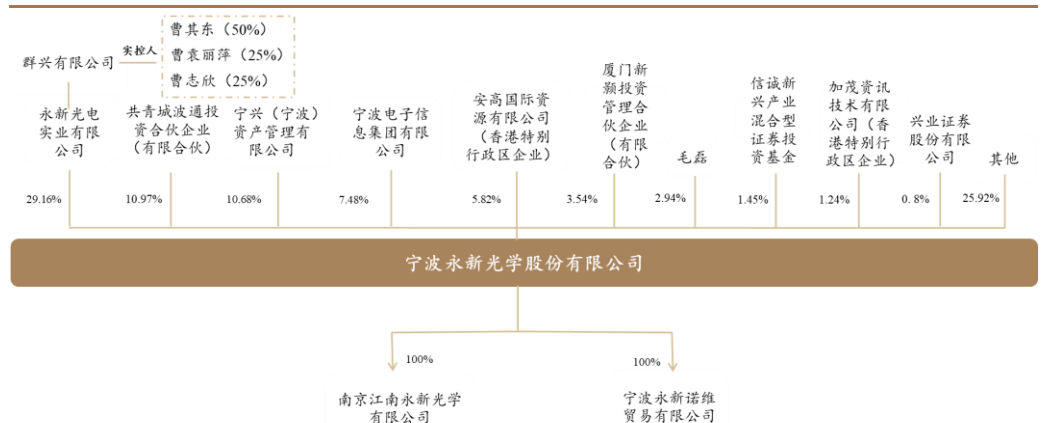 曹其东（50%）
曹袁丽萍（25%）
曹志欣（25%）
实控人
群兴有限公司
永新光电
实业有限
公司
共青城波通投
资合伙企业
（有限合伙）
宁兴（宁波）
资产管理有
限公司
宁波电子信
息集团有限
公司
安高国际资
源有限公司
（香港特别
行政区企业）
厦门新
颢投资
管理合
伙企业
（有限
合伙）
毛磊
信诚新
兴产业
混合型
证券投
资基金
加茂资讯
技术有限
公司（香
港特别行
政区企业）
兴业证券
股份有限
公司
其他
29.16%
10.97%
10.68%
7.48%
5.82%
3.54%
2.94%
1.45%
1.24%
0.8%
25.92%
宁波永新光学股份有限公司
100%
100%
南京江南永新光学
有限公司
宁波永新诺维
贸易有限公司